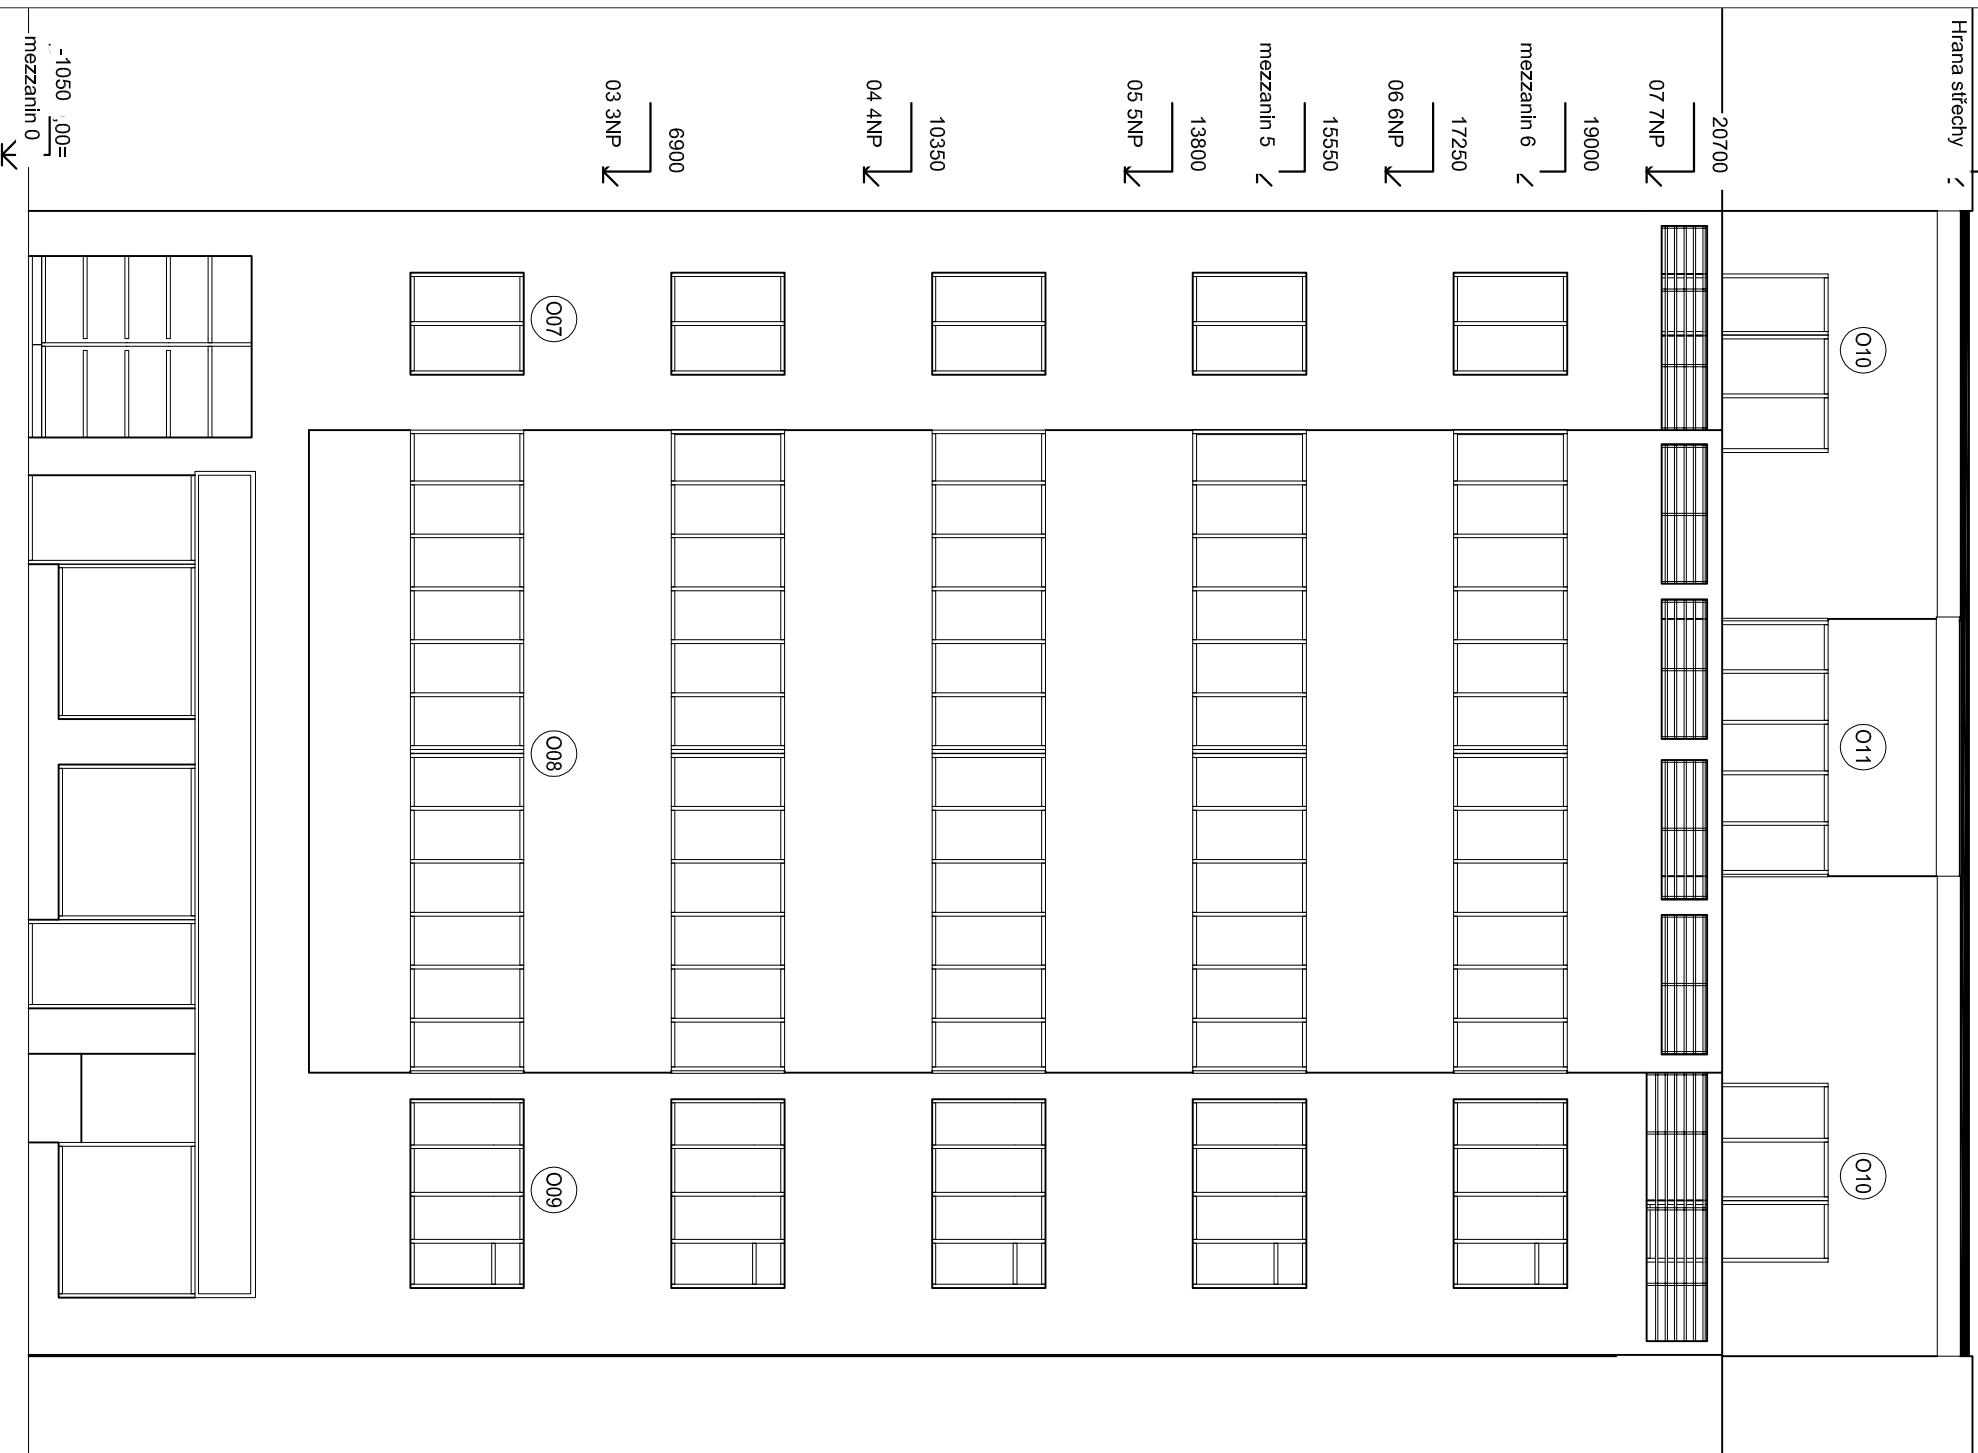 Hrana střechy
20700
07 7NP
19000
mezzanin 6
17250
06 6NP
15550
mezzanin 5
13800
05 5NP
10350
04 4NP
6900
03 3NP
-1050
,00=
mezzanin 0
O10
O11
O10
O07
O08
O09